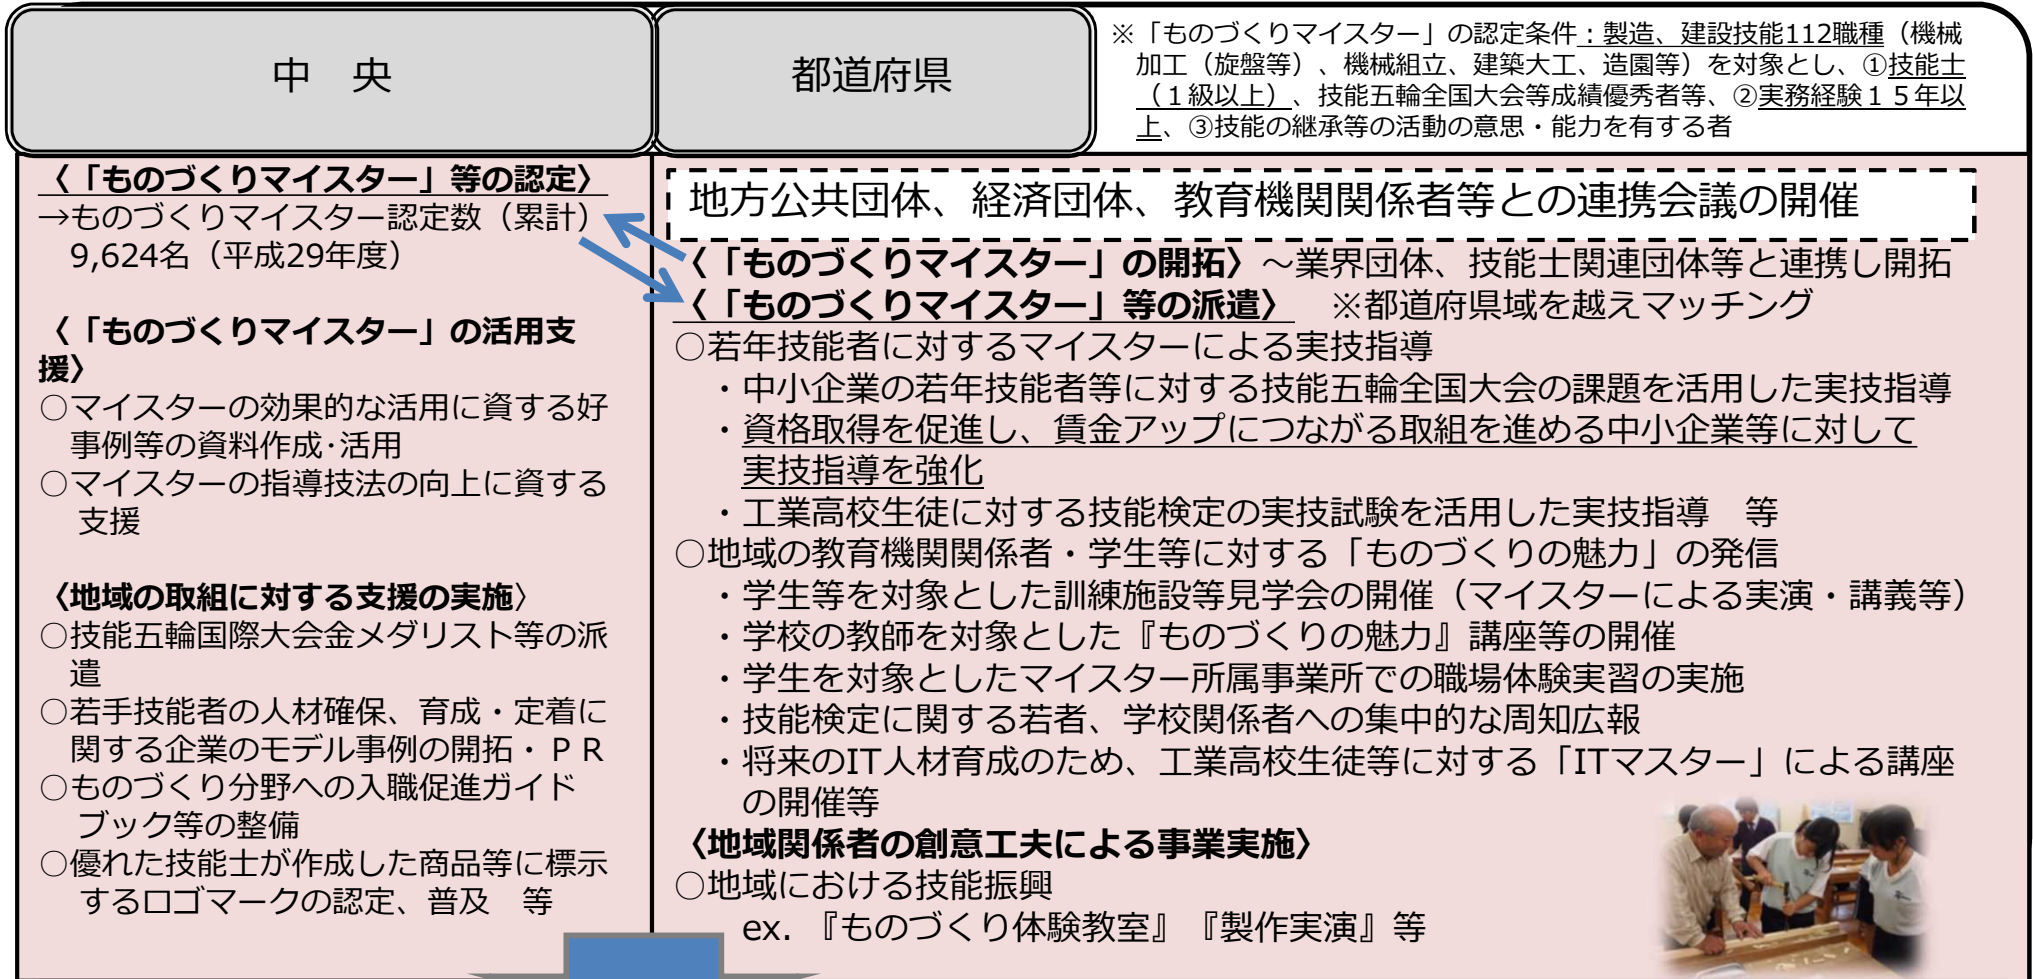 中　央
都道府県
※「ものづくりマイスター」の認定条件：製造、建設技能112職種（機械
加工（旋盤等）、機械組立、建築大工、造園等）を対象とし、①技能士
（１級以上）、技能五輪全国大会等成績優秀者等、②実務経験１５年以
上、③技能の継承等の活動の意思・能力を有する者
〈「ものづくりマイスター」等の認定〉
→ものづくりマイスター認定数（累計）
9,624名（平成29年度）
〈「ものづくりマイスター」の活用支
援〉
○マイスターの効果的な活用に資する好
事例等の資料作成･活用
○マイスターの指導技法の向上に資する
支援
〈地域の取組に対する支援の実施〉
○技能五輪国際大会金メダリスト等の派
遣
○若手技能者の人材確保、育成・定着に
関する企業のモデル事例の開拓・ＰＲ
○ものづくり分野への入職促進ガイド
ブック等の整備
○優れた技能士が作成した商品等に標示
するロゴマークの認定、普及　等
地方公共団体、経済団体、教育機関関係者等との連携会議の開催
〈「ものづくりマイスター」の開拓〉～業界団体、技能士関連団体等と連携し開拓
〈「ものづくりマイスター」等の派遣〉　※都道府県域を越えマッチング
○若年技能者に対するマイスターによる実技指導
・中小企業の若年技能者等に対する技能五輪全国大会の課題を活用した実技指導
・資格取得を促進し、賃金アップにつながる取組を進める中小企業等に対して
実技指導を強化
・工業高校生徒に対する技能検定の実技試験を活用した実技指導　等
○地域の教育機関関係者・学生等に対する「ものづくりの魅力」の発信
・学生等を対象とした訓練施設等見学会の開催（マイスターによる実演・講義等）
・学校の教師を対象とした『ものづくりの魅力』講座等の開催
・学生を対象としたマイスター所属事業所での職場体験実習の実施
・技能検定に関する若者、学校関係者への集中的な周知広報
・将来のIT人材育成のため、工業高校生徒等に対する「ITマスター」による講座
の開催等
〈地域関係者の創意工夫による事業実施〉
○地域における技能振興
ex. 『ものづくり体験教室』『製作実演』等